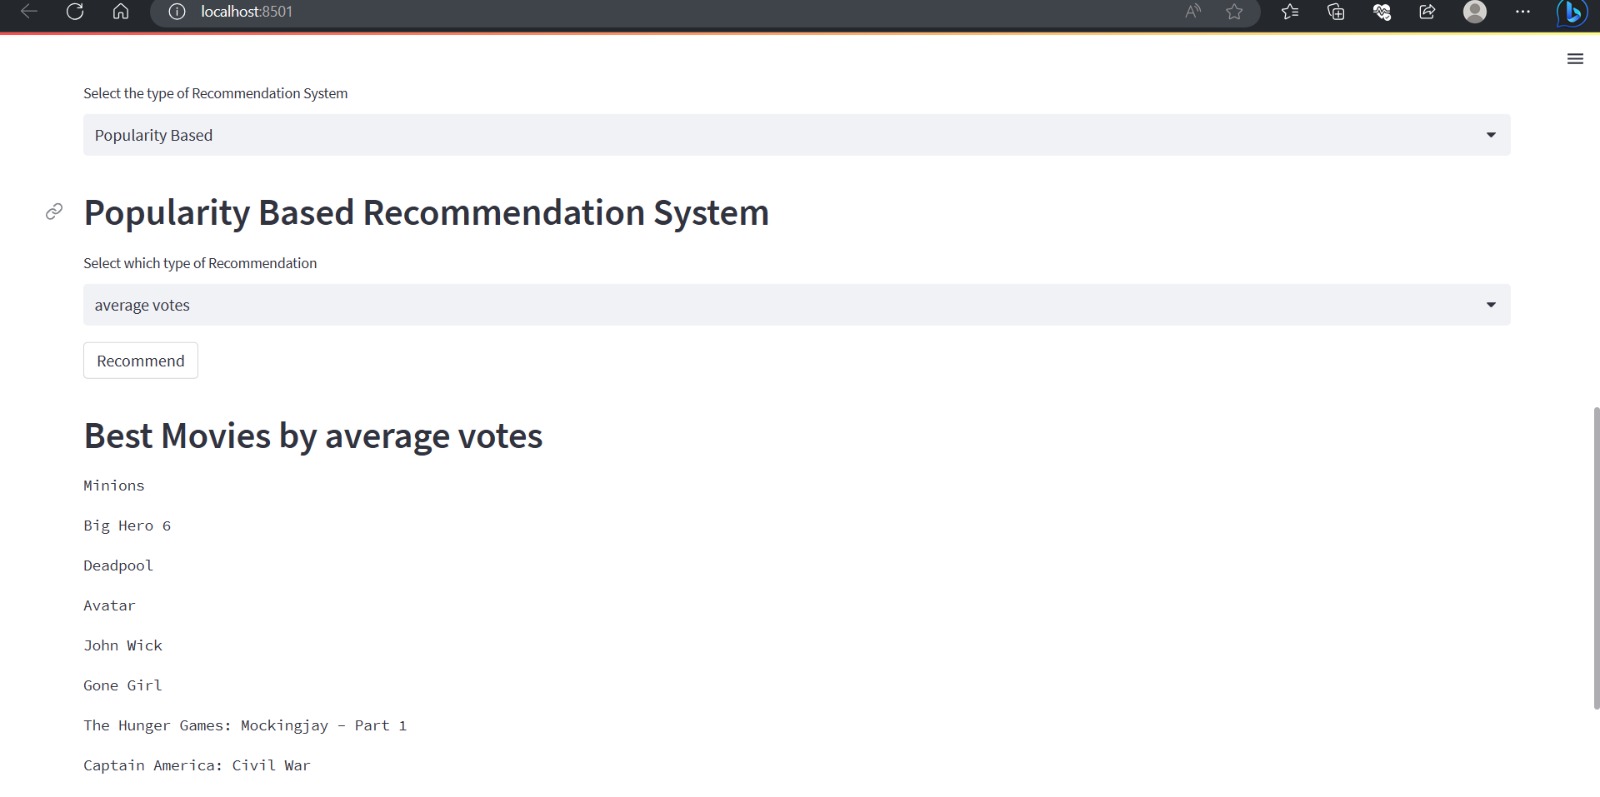 localhost:8501
Select the type of Recommendation System
Popularity Based
Popularity Based Recommendation System
Select which type of Recommendation
average votes
Recommend
Best Movies by average votes
Minions
Big Hero 6
Deadpool
Avatar
John Wick
Gone Girl
The Hunger Games: Mockingjay - Part 1
Captain America: Civil War